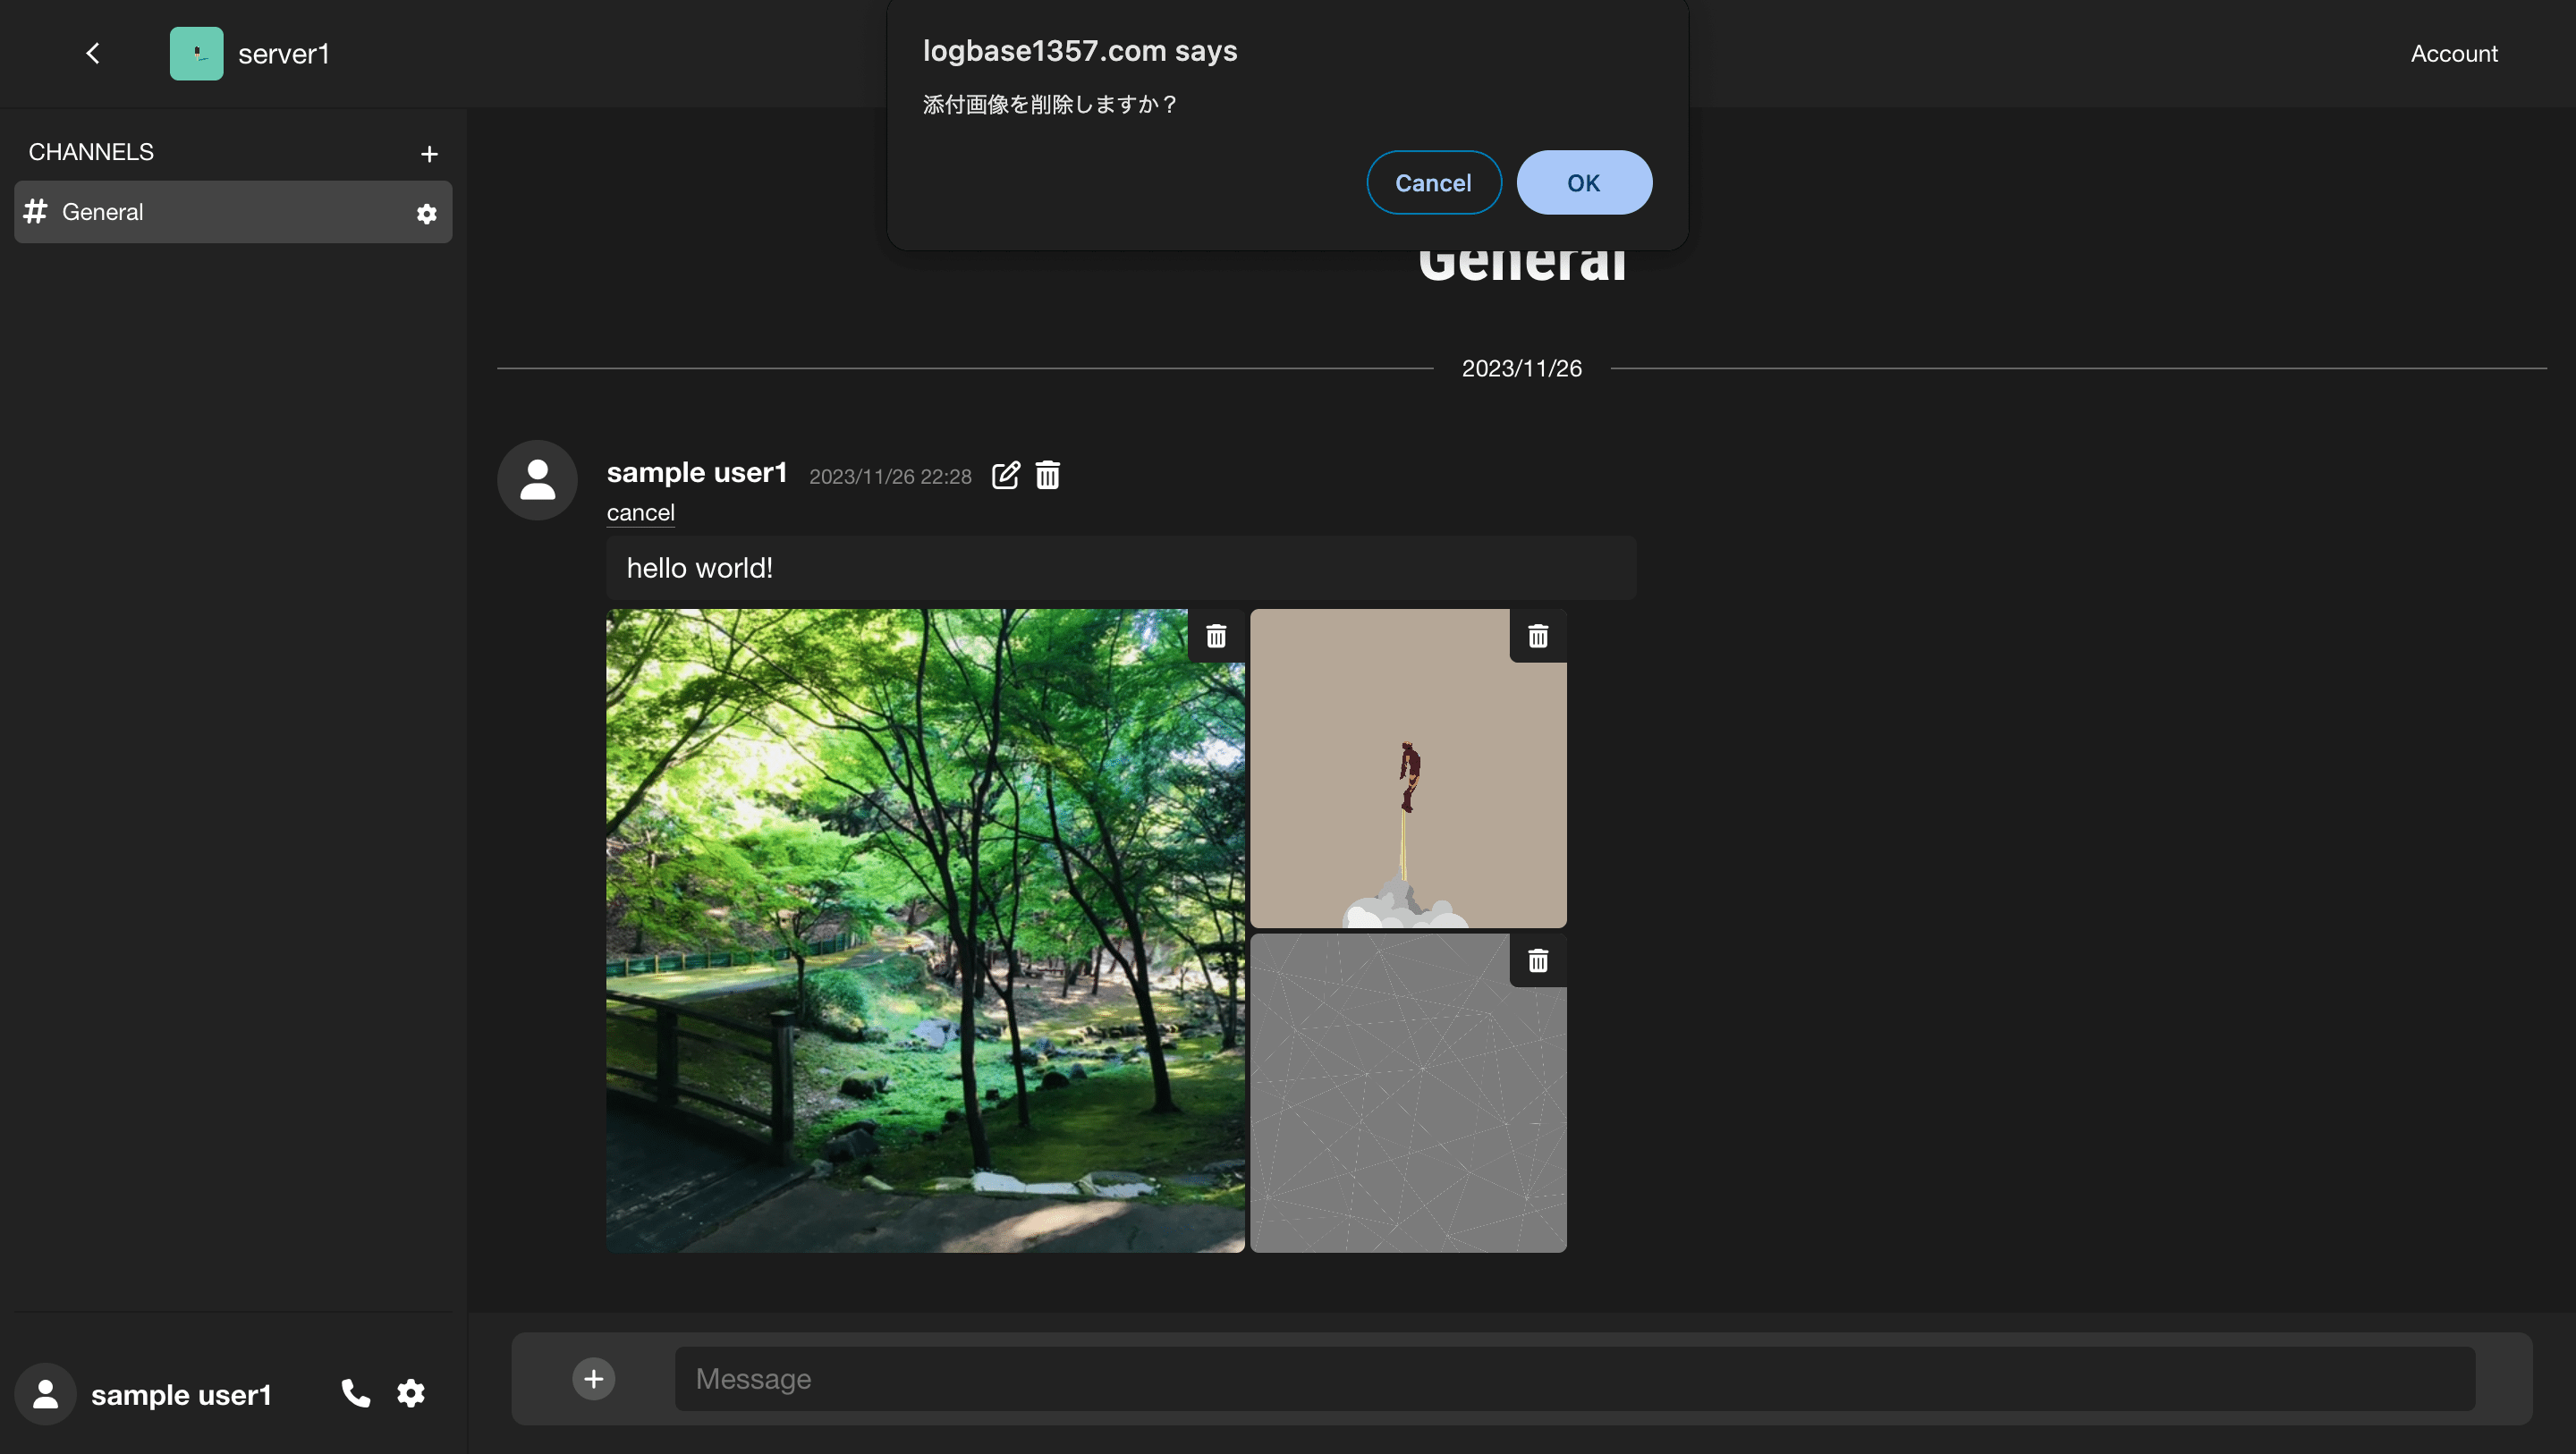 server1
logbase1357.com says
添付画像を削除しますか？
Cancel
OK
Account
CHANNELS
General
General
2023/11/26
sample user1
2023/11/26 22:28
cancel
hello world!
sample user1
Message